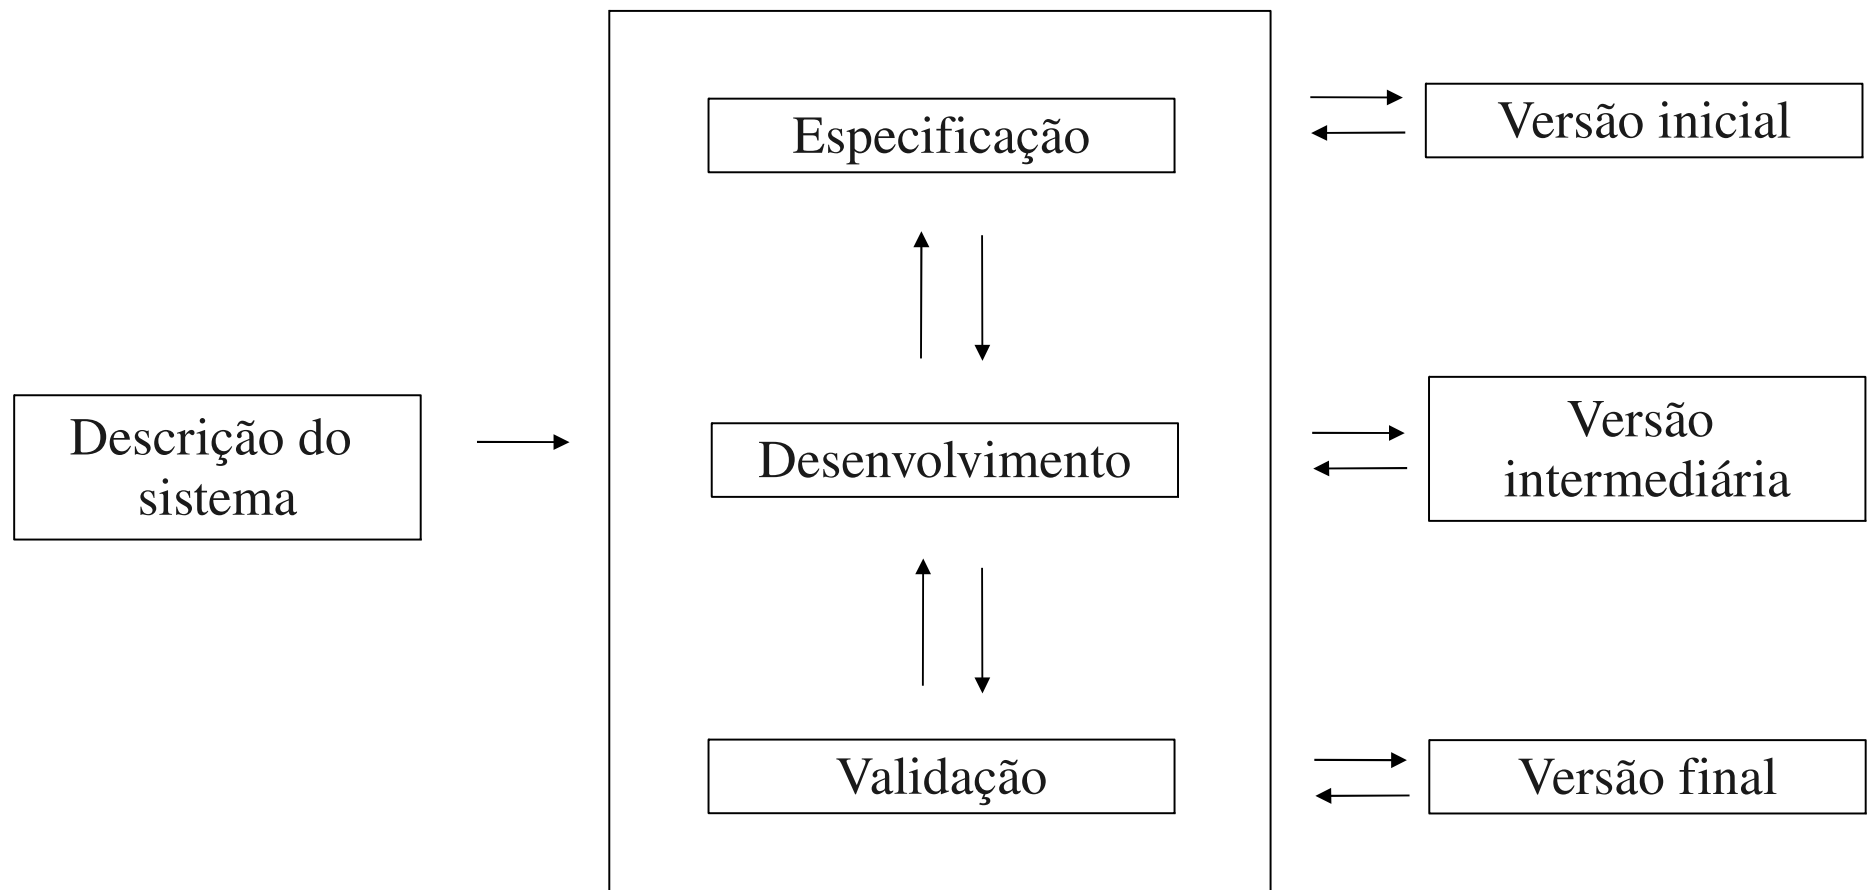 Especificação
Versão inicial
Descrição do
sistema
Desenvolvimento
Versão
intermediária
Validação
Versão final